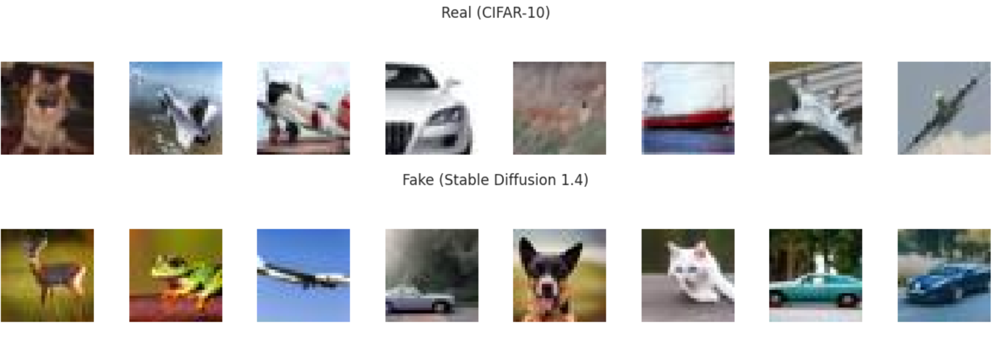 Real (CIFAR-10)
Fake (Stable Diffusion 1.4)